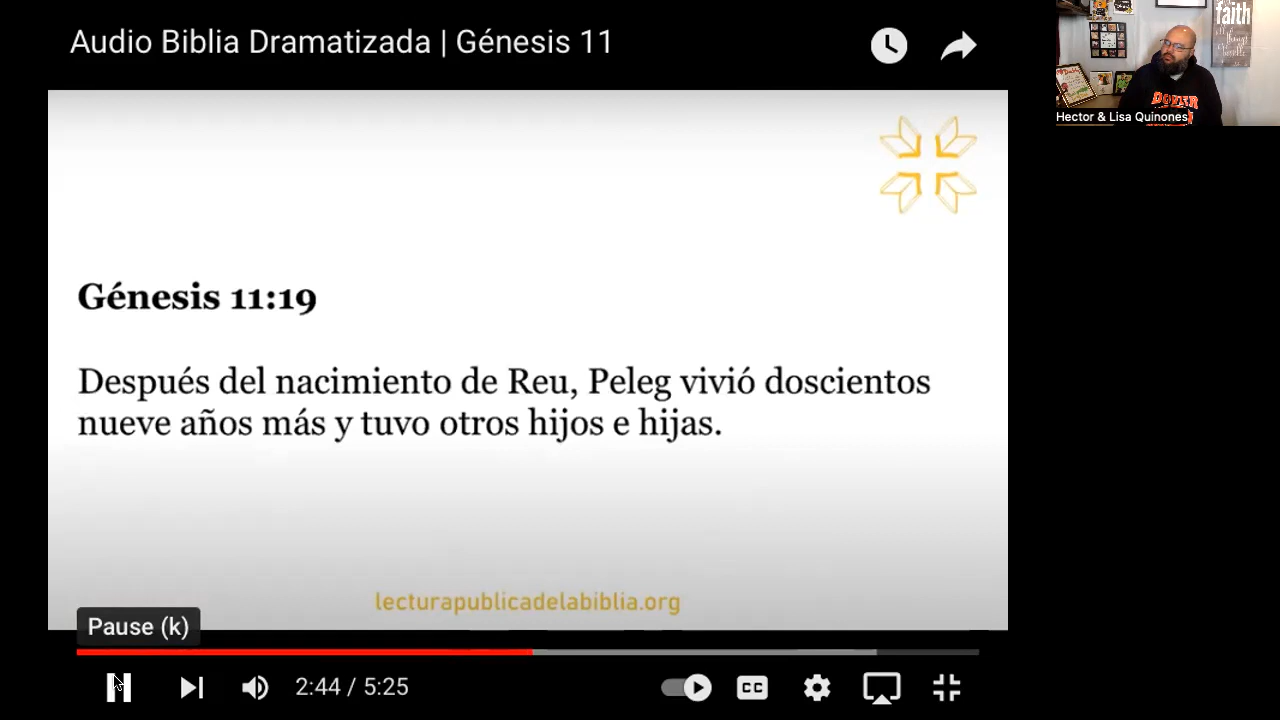 Audio Biblia Dramatizada | Génesis 11
faith
Hector & Lisa Quinones
Génesis 11:19
Después del nacimiento de Reu, Peleg vivió doscientos
nueve años más y tuvo otros hijos e hijas.
lecturapublicadelabiblia.org
Pause (k)
2:44 / 5:25
CC